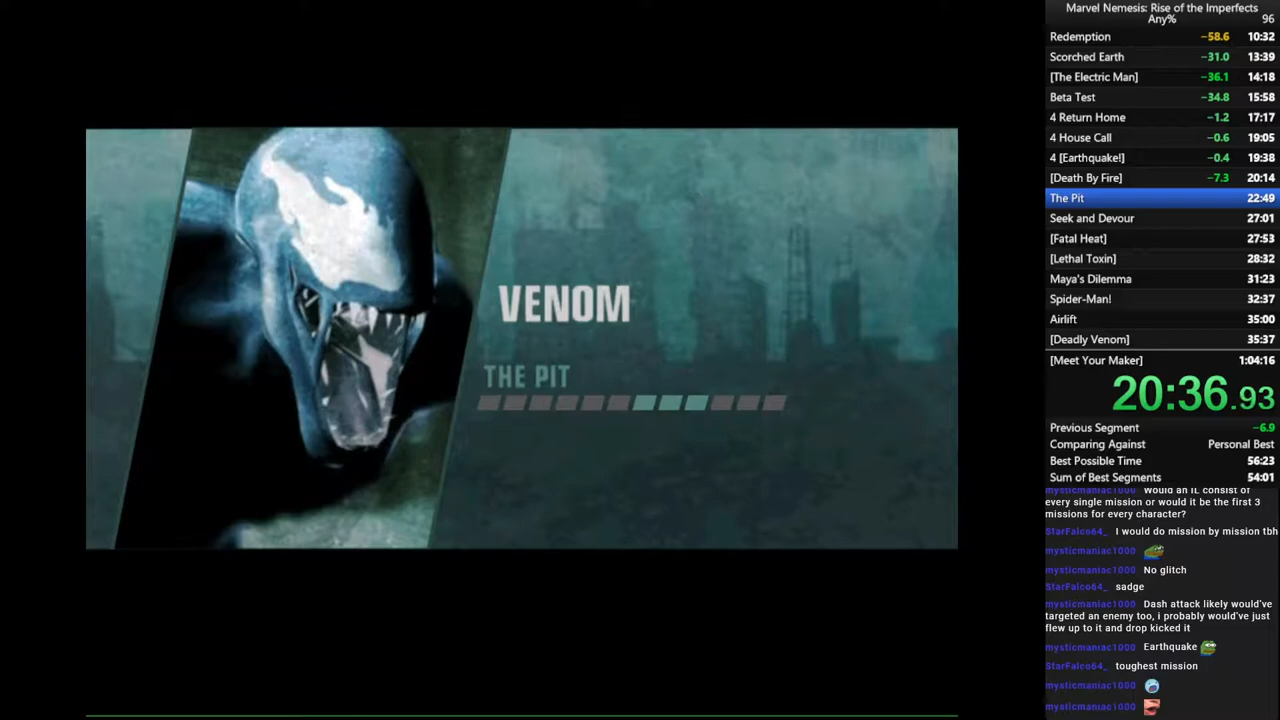 VENOM
THE PIT
Marvel Nemesis: Rise of the Imperfects
Any%
96
Redemption −58.6 10:32
Scorched Earth −31.0 13:39
[The Electric Man] −36.1 14:18
Beta Test −34.8 15:58
4 Return Home −1.2 17:17
4 House Call −0.6 19:05
4 [Earthquake!] −0.4 19:38
[Death By Fire] −7.3 20:14
The Pit 22:49
Seek and Devour 27:01
[Fatal Heat] 27:53
[Lethal Toxin] 28:32
Maya's Dilemma 31:23
Spider-Man! 32:37
Airlift 35:00
[Deadly Venom] 35:37
[Meet Your Maker] 1:04:16
20:36.93
Previous Segment −6.9
Comparing Against Personal Best
Best Possible Time 56:23
Sum of Best Segments 54:01
mysticmaniac1000 Would an IL consist of
every single mission or would it be the first 3
missions for every character?
StarFalco64_ I would do mission by mission tbh
mysticmaniac1000
mysticmaniac1000 No glitch
StarFalco64_ sadge
mysticmaniac1000 Dash attack likely would've
targeted an enemy too, i probably would've just
flew up to it and drop kicked it
mysticmaniac1000 Earthquake
StarFalco64_ toughest mission
mysticmaniac1000
mysticmaniac1000